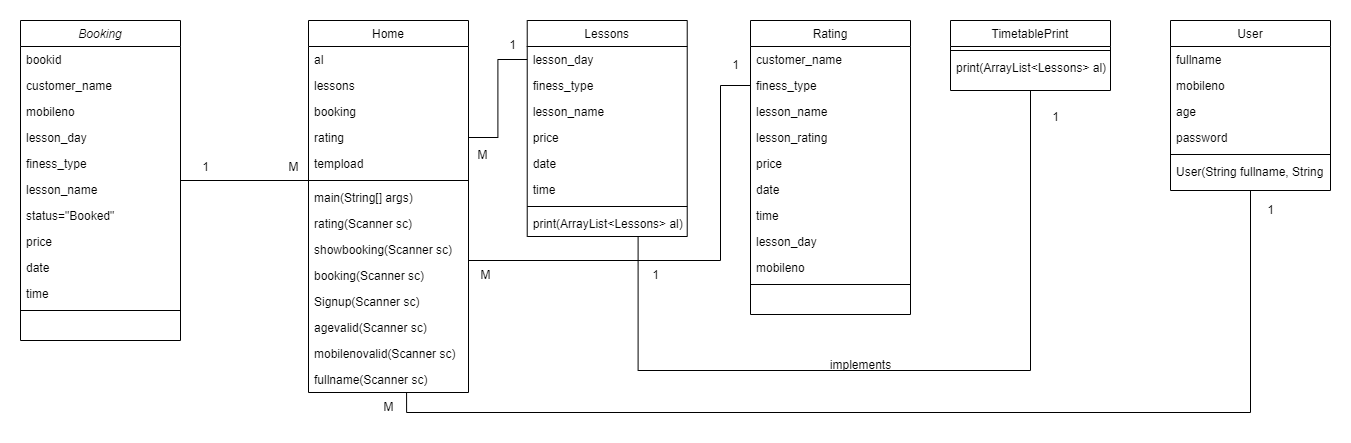 Booking
bookid
customer_name
mobileno
lesson_day
finess_type
lesson_name
status="Booked"
price
date
time
1
M
Home
al
lessons
booking
rating
tempload
main(String[] args)
rating(Scanner sc)
showbooking(Scanner sc)
booking(Scanner sc)
Signup(Scanner sc)
agevalid(Scanner sc)
mobilenovalid(Scanner sc)
fullname(Scanner sc)
1
M
M
M
Lessons
lesson_day
finess_type
lesson_name
price
date
time
print(ArrayList<Lessons> al)
1
1
Rating
customer_name
finess_type
lesson_name
lesson_rating
price
date
time
lesson_day
mobileno
implements
TimetablePrint
print(ArrayList<Lessons> al)
1
User
fullname
mobileno
age
password
User(String fullname, String
1